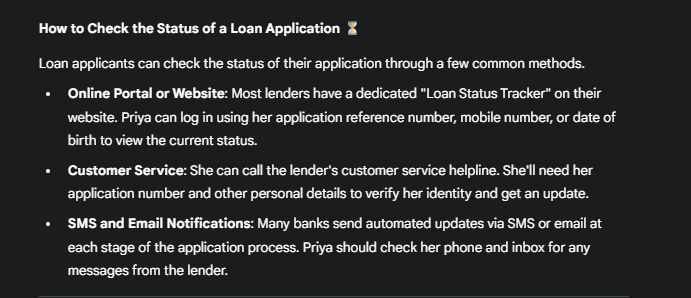 How to Check the Status of a Loan Application ⏳
Loan applicants can check the status of their application through a few common methods.
• Online Portal or Website: Most lenders have a dedicated "Loan Status Tracker" on their
website. Priya can log in using her application reference number, mobile number, or date of
birth to view the current status.
• Customer Service: She can call the lender's customer service helpline. She'll need her
application number and other personal details to verify her identity and get an update.
• SMS and Email Notifications: Many banks send automated updates via SMS or email at
each stage of the application process. Priya should check her phone and inbox for any
messages from the lender.